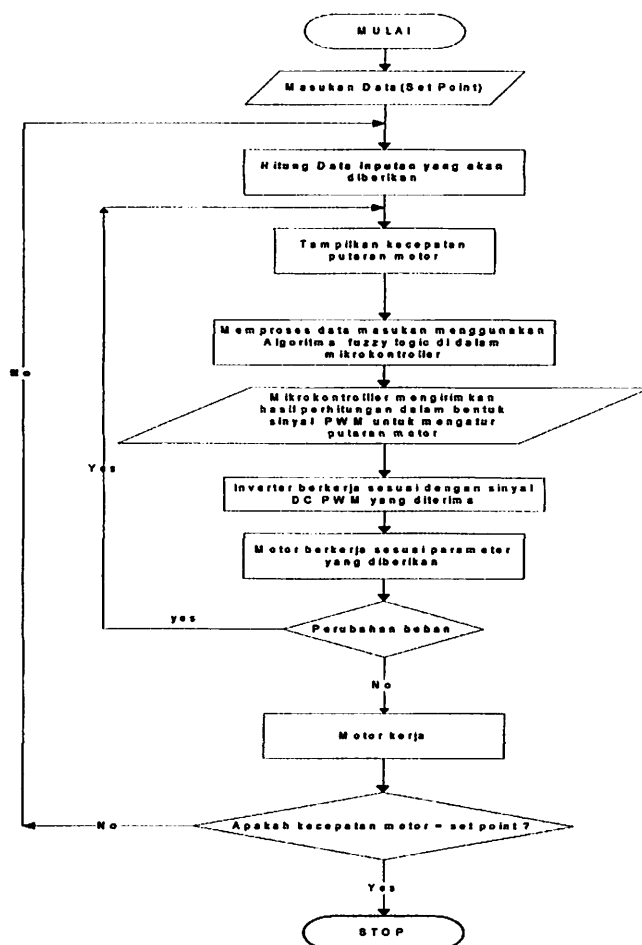 MULAI
Masukan Data(Set Point)
Hitung Data Inputan yang akan
diberikan
Tampilkan kecepatan
putaran motor
Memproses data masukan menggunakan
Algoritma fuzzy logic di dalam
mikrokontroller
No
Mikrokontroller mengirimkan
hasil perhitungan dalam bentuk
sinyal PWM untuk mengatur
putaran motor
Yes
Inverter berkerja sesuai dengan sinyal
DC PWM yang diterima
Motor berkerja sesuai parameter
yang diberikan
yes
Perubahan beban
No
Motor kerja
No
Apakah kecepatan motor = set point ?
Yes
STOP